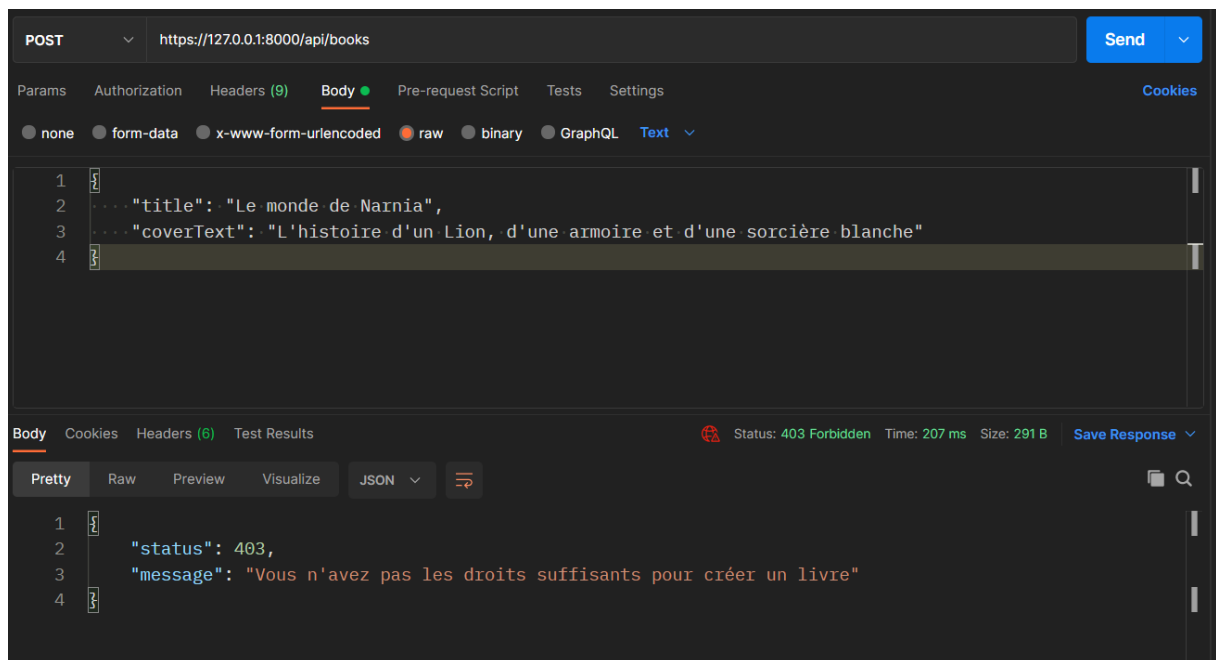 POST https://127.0.0.1:8000/api/books Send
Params Authorization Headers (9) Body Pre-request Script Tests Settings Cookies
none form-data x-www-form-urlencoded raw binary GraphQL Text
1 {
2 "title": "Le monde de Narnia",
3 "coverText": "L'histoire d'un Lion, d'une armoire et d'une sorcière blanche"
4 }
Body Cookies Headers (6) Test Results Status: 403 Forbidden Time: 207 ms Size: 291 B Save Response
Pretty Raw Preview Visualize JSON
1 {
2 "status": 403,
3 "message": "Vous n'avez pas les droits suffisants pour créer un livre"
4 }